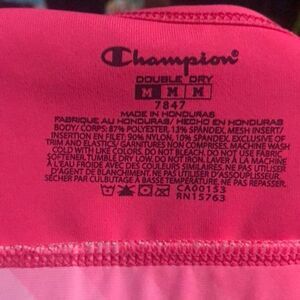 Champion
DOUBLE DRY
M M M
7847
MADE IN HONDURAS
FABRIQUE AU HONDURAS/ HECHO EN HONDURAS
BODY/ CORPS: 87% POLYESTER, 13% SPANDEX, MESH INSERT/
INSERTION EN FILET: 90% NYLON, 10% SPANDEX. EXCLUSIVE OF
TRIM AND ELASTICS/ GARNITURES NON COMPRISES. MACHINE WASH
COLD WITH LIKE COLORS. DO NOT BLEACH. DO NOT USE FABRIC
SOFTENER. TUMBLE DRY LOW. DO NOT IRON. LAVER À LA MACHINE
À L'EAU FROIDE AVEC DES COULEURS SIMILAIRES. NE PAS UTILISER
D'AGENT DE BLANCHIMENT. NE PAS UTILISER D'ASSOUPLISSEUR.
SÉCHER PAR CULBUTAGE À BASSE TEMPÉRATURE. NE PAS REPASSER.
CA00153
RN15763